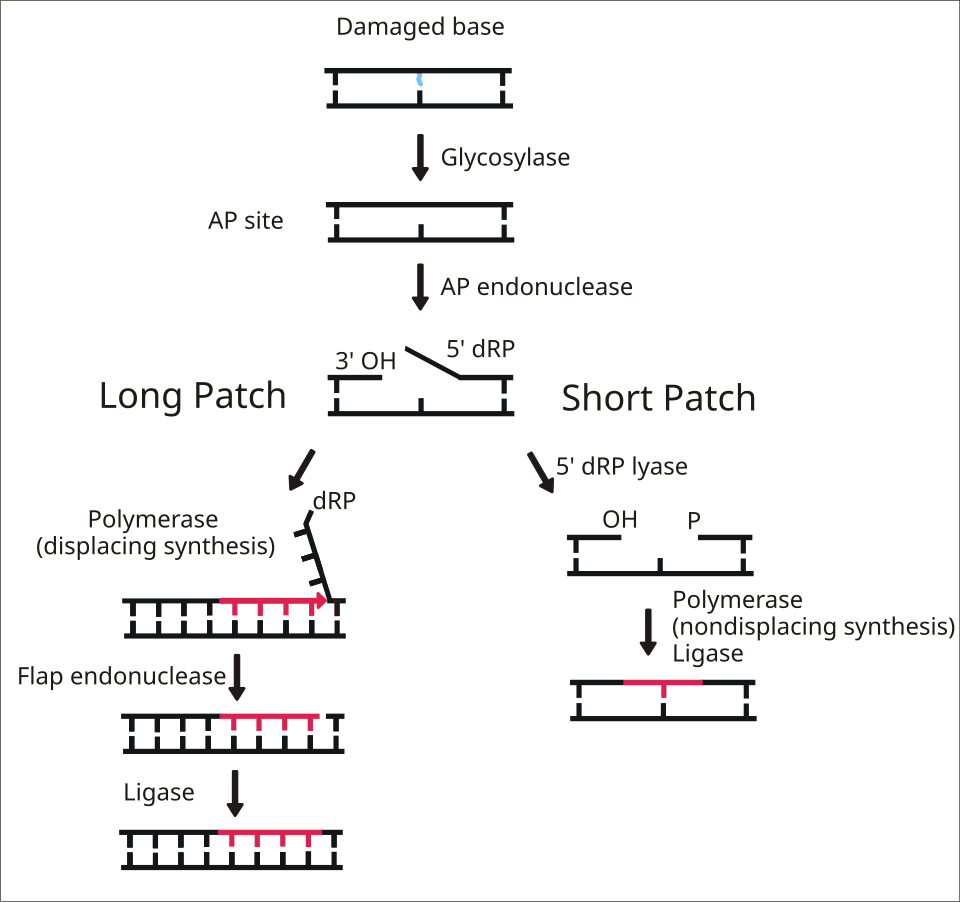 Damaged base
Glycosylase
AP site
AP endonuclease
3' OH
5' dRP
Long Patch
Short Patch
5' dRP lyase
dRP
Polymerase
(displacing synthesis)
OH
P
Polymerase
(nondisplacing synthesis)
Ligase
Flap endonuclease
Ligase